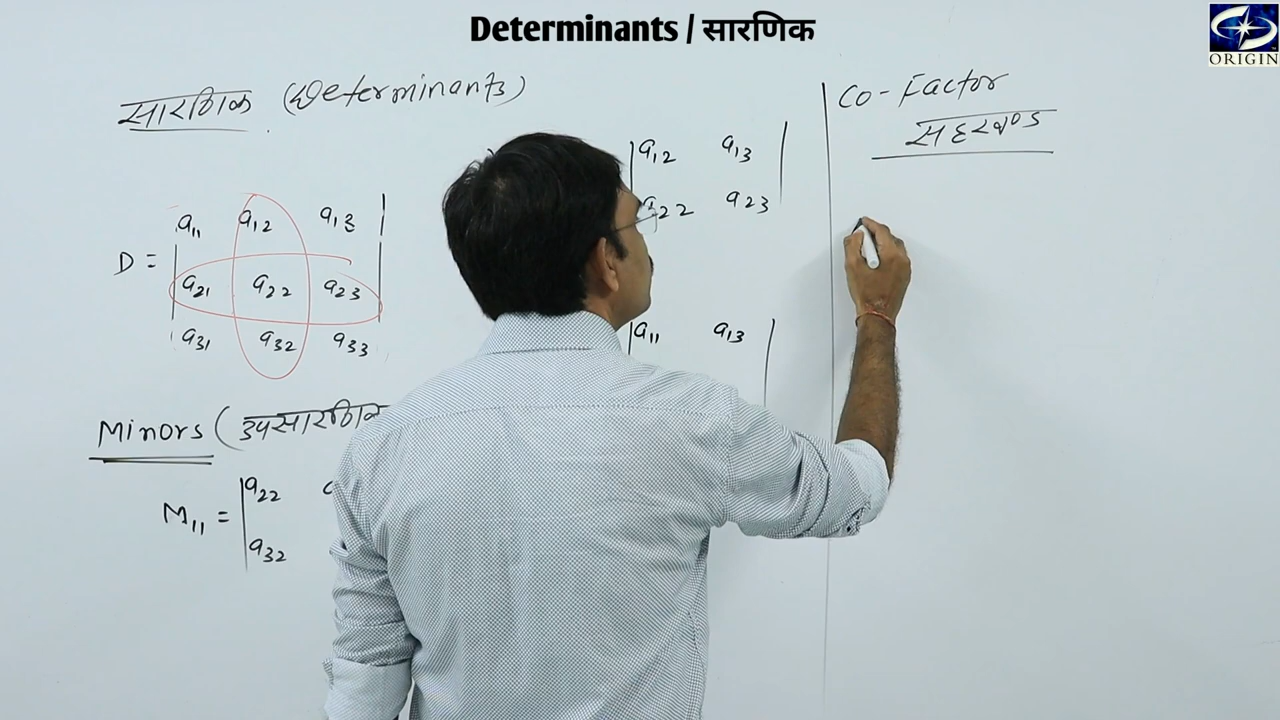 Determinants / सारणिक
ORIGIN
सारणिक (Determinants)
D = | a11 a12 a13 |
a21 a22 a23
a31 a32 a33
Minors (उपसारणिक
M11 = | a22
a32
a12 a13
a22 a23
a11 a13
Co-Factor
सहखण्ड